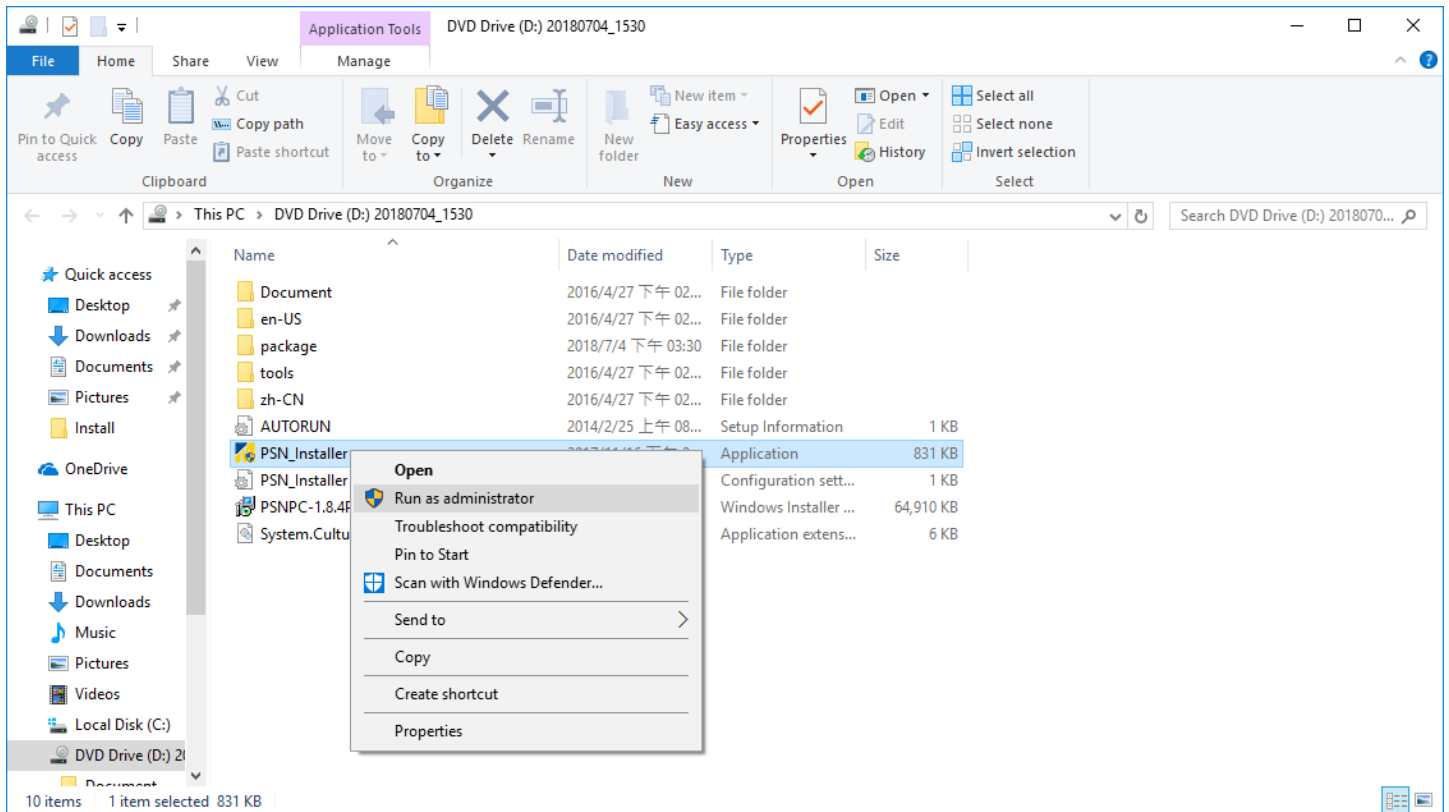 Application Tools
DVD Drive (D:) 20180704_1530
File
Home
Share
View
Manage
Pin to Quick access
Copy
Paste
Cut
Copy path
Paste shortcut
Clipboard
Move to
Copy to
Delete
Rename
Organize
New folder
New item
Easy access
New
Properties
Open
Edit
History
Open
Select all
Select none
Invert selection
Select
This PC > DVD Drive (D:) 20180704_1530
Search DVD Drive (D:) 2018070...
Quick access
Desktop
Downloads
Documents
Pictures
Install
OneDrive
This PC
Desktop
Documents
Downloads
Music
Pictures
Videos
Local Disk (C:)
DVD Drive (D:) 20
Document
Name Date modified Type Size
Document 2016/4/27 下午 02... File folder
en-US 2016/4/27 下午 02... File folder
package 2018/7/4 下午 03:30 File folder
tools 2016/4/27 下午 02... File folder
zh-CN 2016/4/27 下午 02... File folder
AUTORUN 2014/2/25 上午 08... Setup Information 1 KB
PSN_Installer Application 831 KB
PSN_Installer Configuration sett... 1 KB
PSNPC-1.8.4 Windows Installer ... 64,910 KB
System.Cultu Application extens... 6 KB
Open
Run as administrator
Troubleshoot compatibility
Pin to Start
Scan with Windows Defender...
Send to
Copy
Create shortcut
Properties
10 items 1 item selected 831 KB